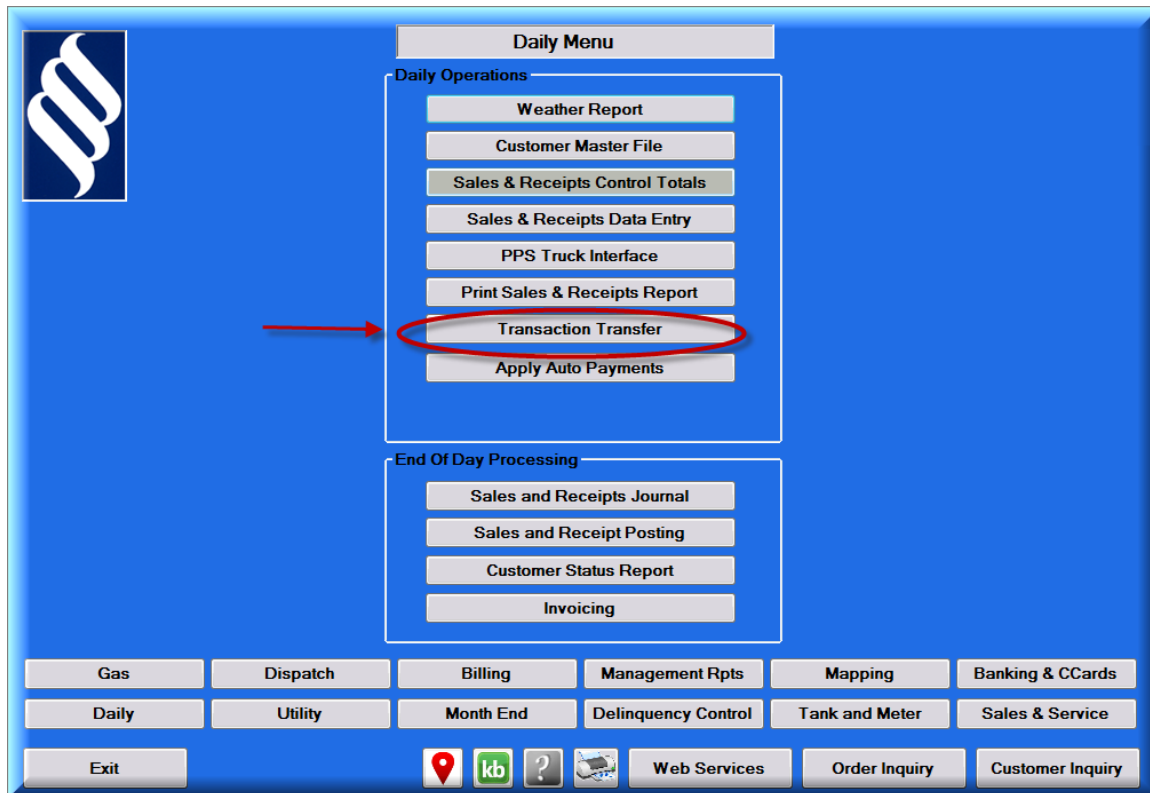 Daily Menu
Daily Operations
Weather Report
Customer Master File
Sales & Receipts Control Totals
Sales & Receipts Data Entry
PPS Truck Interface
Print Sales & Receipts Report
Transaction Transfer
Apply Auto Payments
End Of Day Processing
Sales and Receipts Journal
Sales and Receipt Posting
Customer Status Report
Invoicing
Gas Dispatch Billing Management Rpts Mapping Banking & CCards
Daily Utility Month End Delinquency Control Tank and Meter Sales & Service
Exit kb ? Web Services Order Inquiry Customer Inquiry